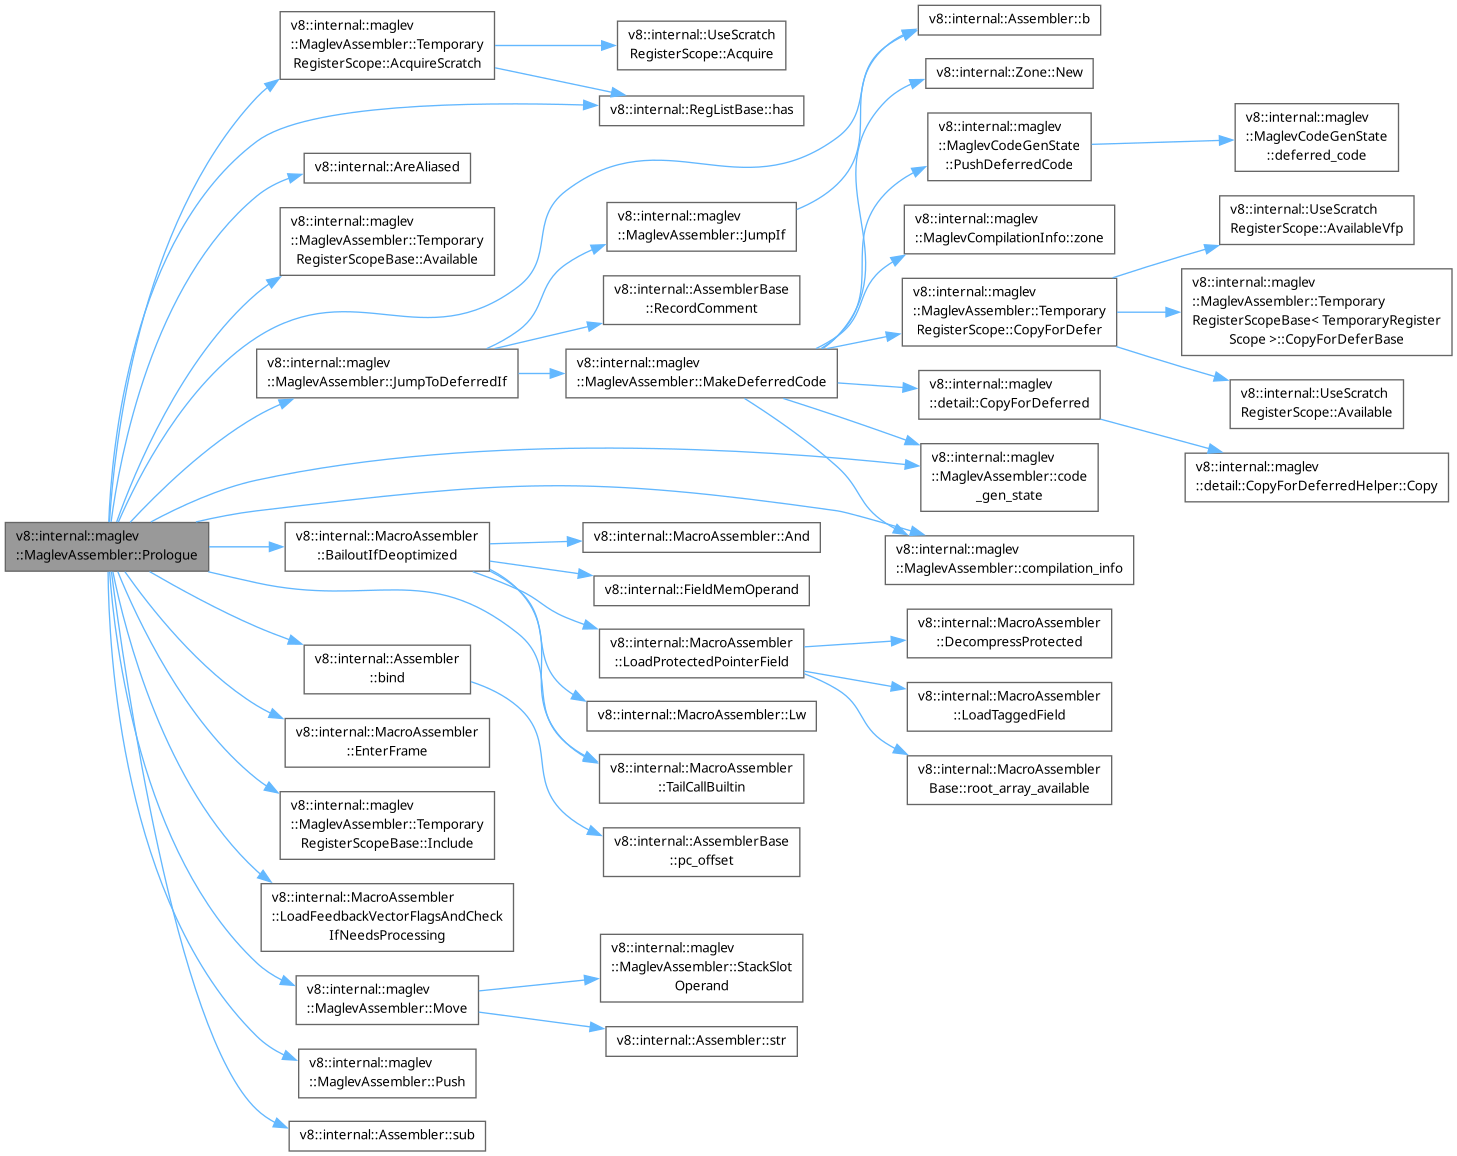 v8::internal::maglev
::MaglevAssembler::Prologue
v8::internal::maglev
::MaglevAssembler::Temporary
RegisterScope::AcquireScratch
v8::internal::AreAliased
v8::internal::maglev
::MaglevAssembler::Temporary
RegisterScopeBase::Available
v8::internal::maglev
::MaglevAssembler::JumpToDeferredIf
v8::internal::MacroAssembler
::BailoutIfDeoptimized
v8::internal::Assembler
::bind
v8::internal::MacroAssembler
::EnterFrame
v8::internal::maglev
::MaglevAssembler::Temporary
RegisterScopeBase::Include
v8::internal::MacroAssembler
::LoadFeedbackVectorFlagsAndCheck
IfNeedsProcessing
v8::internal::maglev
::MaglevAssembler::Move
v8::internal::maglev
::MaglevAssembler::Push
v8::internal::Assembler::sub
v8::internal::UseScratch
RegisterScope::Acquire
v8::internal::RegListBase::has
v8::internal::maglev
::MaglevAssembler::JumpIf
v8::internal::AssemblerBase
::RecordComment
v8::internal::maglev
::MaglevAssembler::MakeDeferredCode
v8::internal::MacroAssembler::And
v8::internal::FieldMemOperand
v8::internal::MacroAssembler
::LoadProtectedPointerField
v8::internal::MacroAssembler::Lw
v8::internal::MacroAssembler
::TailCallBuiltin
v8::internal::AssemblerBase
::pc_offset
v8::internal::maglev
::MaglevAssembler::StackSlot
Operand
v8::internal::Assembler::str
v8::internal::Assembler::b
v8::internal::Zone::New
v8::internal::maglev
::MaglevCodeGenState
::PushDeferredCode
v8::internal::maglev
::MaglevCompilationInfo::zone
v8::internal::maglev
::MaglevAssembler::Temporary
RegisterScope::CopyForDefer
v8::internal::maglev
::detail::CopyForDeferred
v8::internal::maglev
::MaglevAssembler::code
_gen_state
v8::internal::maglev
::MaglevAssembler::compilation_info
v8::internal::MacroAssembler
::DecompressProtected
v8::internal::MacroAssembler
::LoadTaggedField
v8::internal::MacroAssembler
Base::root_array_available
v8::internal::maglev
::MaglevCodeGenState
::deferred_code
v8::internal::UseScratch
RegisterScope::AvailableVfp
v8::internal::maglev
::MaglevAssembler::Temporary
RegisterScopeBase< TemporaryRegister
Scope >::CopyForDeferBase
v8::internal::UseScratch
RegisterScope::Available
v8::internal::maglev
::detail::CopyForDeferredHelper::Copy